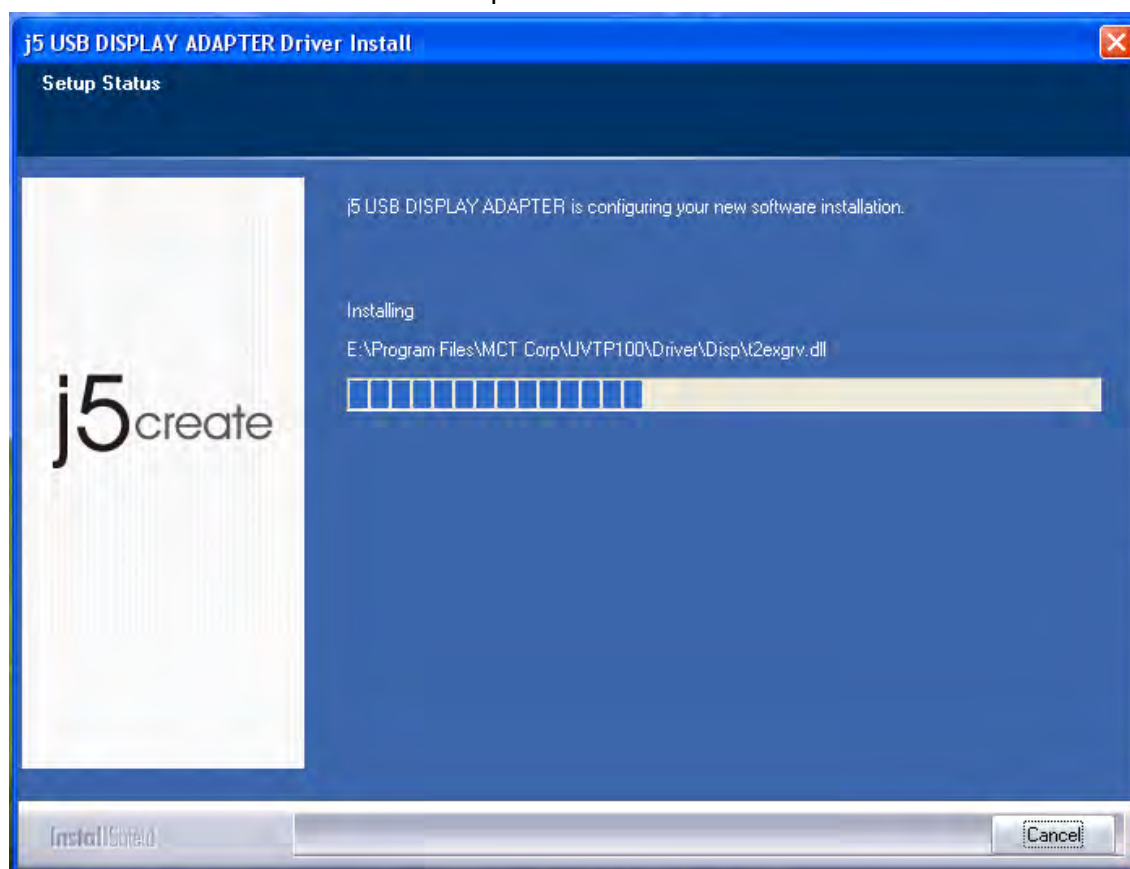 j5 USB DISPLAY ADAPTER Driver Install
Setup Status
j5 USB DISPLAY ADAPTER is configuring your new software installation.
Installing
E:\Program Files\MCT Corp\UVTP100\Driver\Disp\t2exgrv.dll
j5create
InstallShield
Cancel